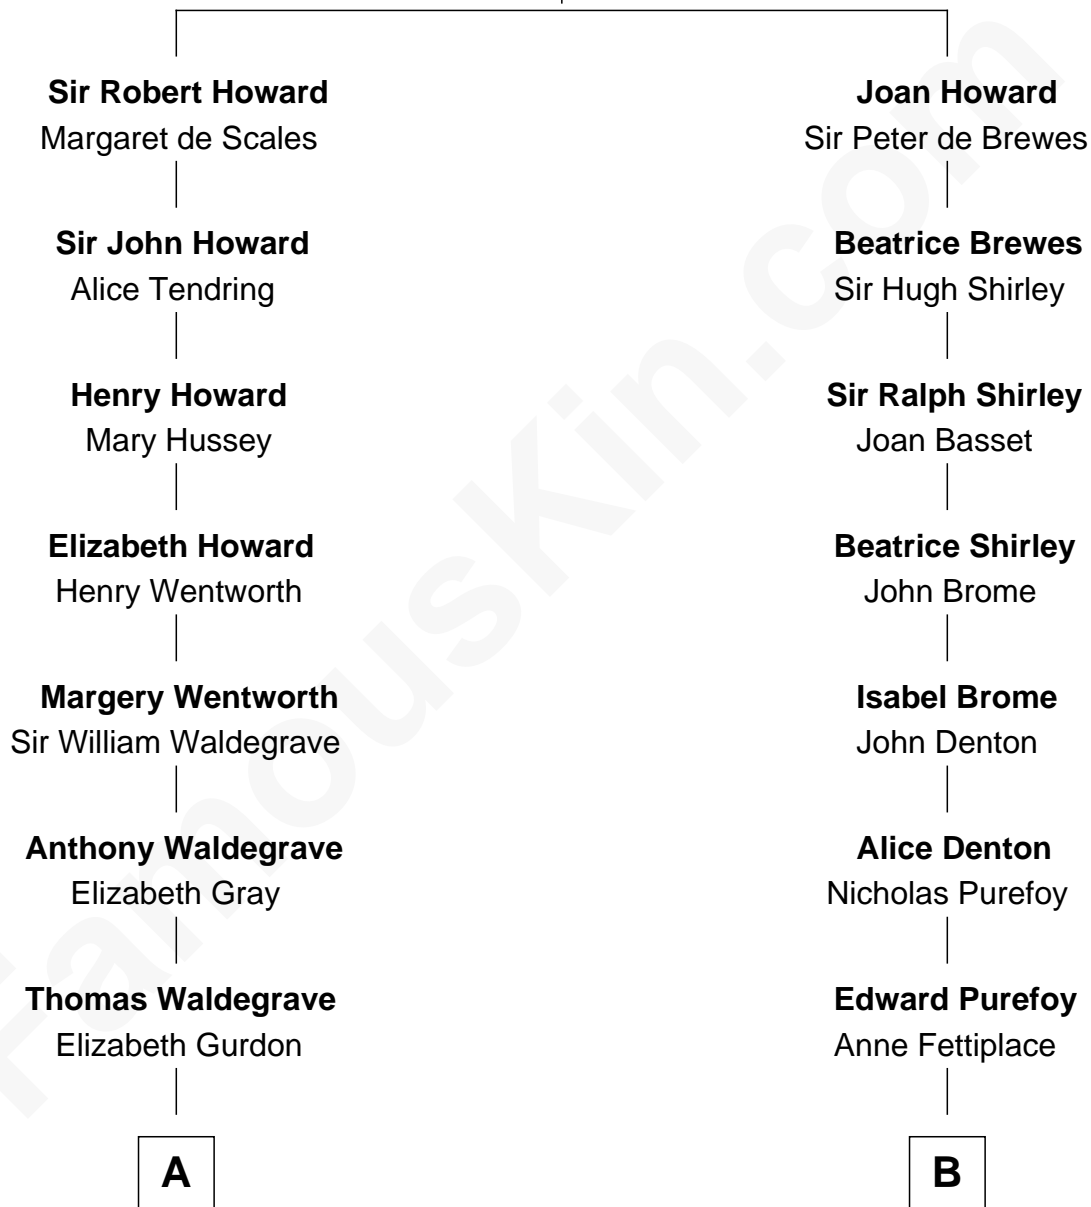 Sir Robert Howard
Margaret de Scales
Sir John Howard
Alice Tendring
Henry Howard
Mary Hussey
Elizabeth Howard
Henry Wentworth
Margery Wentworth
Sir William Waldegrave
Anthony Waldegrave
Elizabeth Gray
Thomas Waldegrave
Elizabeth Gurdon
A
Joan Howard
Sir Peter de Brewes
Beatrice Brewes
Sir Hugh Shirley
Sir Ralph Shirley
Joan Basset
Beatrice Shirley
John Brome
Isabel Brome
John Denton
Alice Denton
Nicholas Purefoy
Edward Purefoy
Anne Fettiplace
B
FamousKin.com